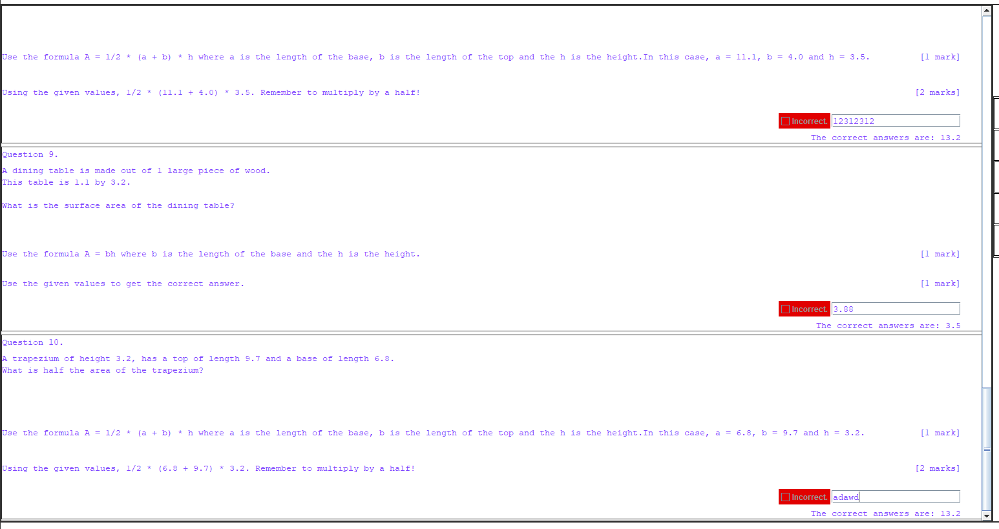 Use the formula A = 1/2 * (a + b) * h where a is the length of the base, b is the length of the top and the h is the height.In this case, a = 11.1, b = 4.0 and h = 3.5. [1 mark]
Using the given values, 1/2 * (11.1 + 4.0) * 3.5. Remember to multiply by a half! [2 marks]
Incorrect. 12312312
The correct answers are: 13.2
Question 9.
A dining table is made out of 1 large piece of wood.
This table is 1.1 by 3.2.
What is the surface area of the dining table?
Use the formula A = bh where b is the length of the base and the h is the height. [1 mark]
Use the given values to get the correct answer. [1 mark]
Incorrect. 3.88
The correct answers are: 3.5
Question 10.
A trapezium of height 3.2, has a top of length 9.7 and a base of length 6.8.
What is half the area of the trapezium?
Use the formula A = 1/2 * (a + b) * h where a is the length of the base, b is the length of the top and the h is the height.In this case, a = 6.8, b = 9.7 and h = 3.2. [1 mark]
Using the given values, 1/2 * (6.8 + 9.7) * 3.2. Remember to multiply by a half! [2 marks]
Incorrect. adawd
The correct answers are: 13.2